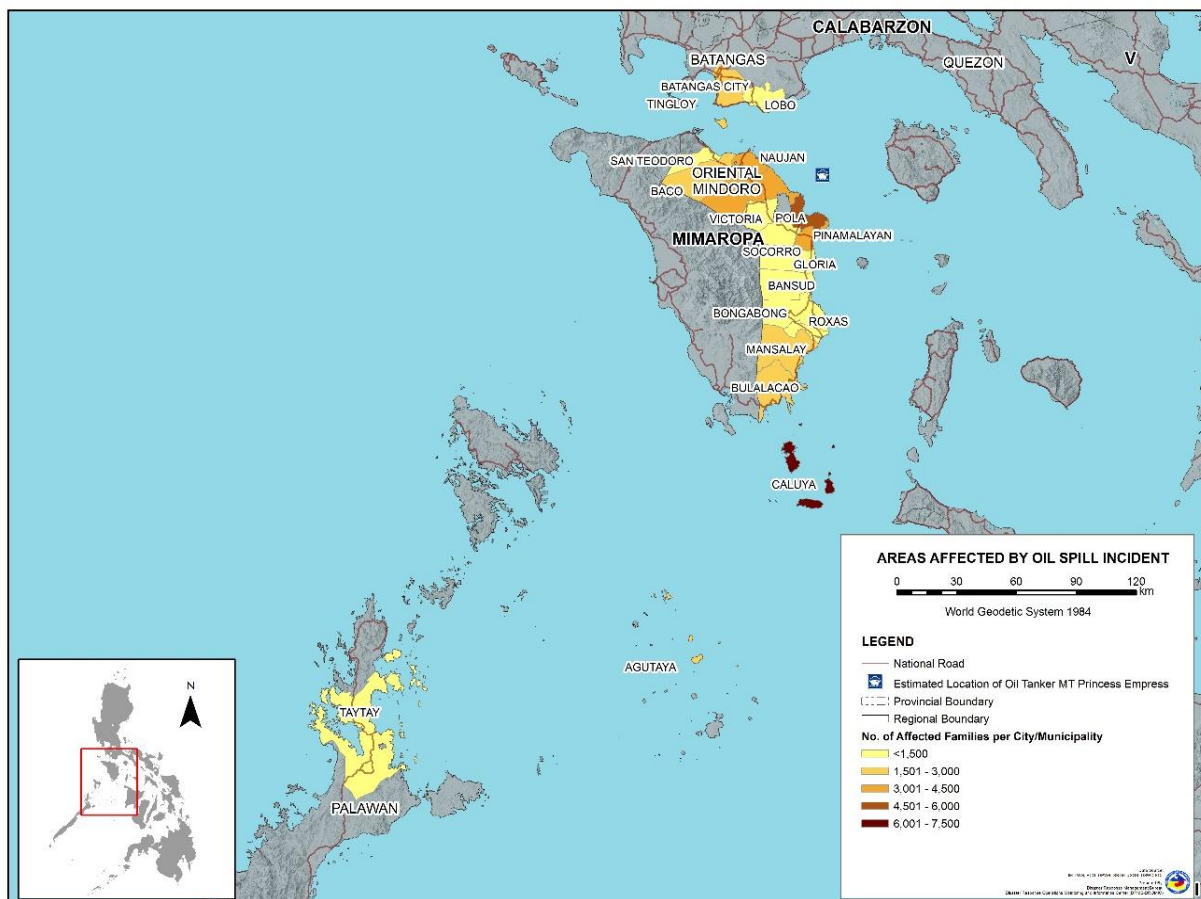 CALABARZON
V
BATANGAS
QUEZON
BATANGAS CITY
TINGLOY
LOBO
SAN TEODORO
NAUJAN
ORIENTAL
MINDORO
BACO
VICTORIA
POLA
MIMAROPA
PINAMALAYAN
SOCORRO
GLORIA
BANSUD
BONGABONG
ROXAS
MANSALAY
BULALACAO
CALUYA
AGUTAYA
TAYTAY
PALAWAN
N
AREAS AFFECTED BY OIL SPILL INCIDENT
0 30 60 90 120
km
World Geodetic System 1984
LEGEND
National Road
Estimated Location of Oil Tanker MT Princess Empress
Provincial Boundary
Regional Boundary
No. of Affected Families per City/Municipality
<1,500
1,501 - 3,000
3,001 - 4,500
4,501 - 6,000
6,001 - 7,500